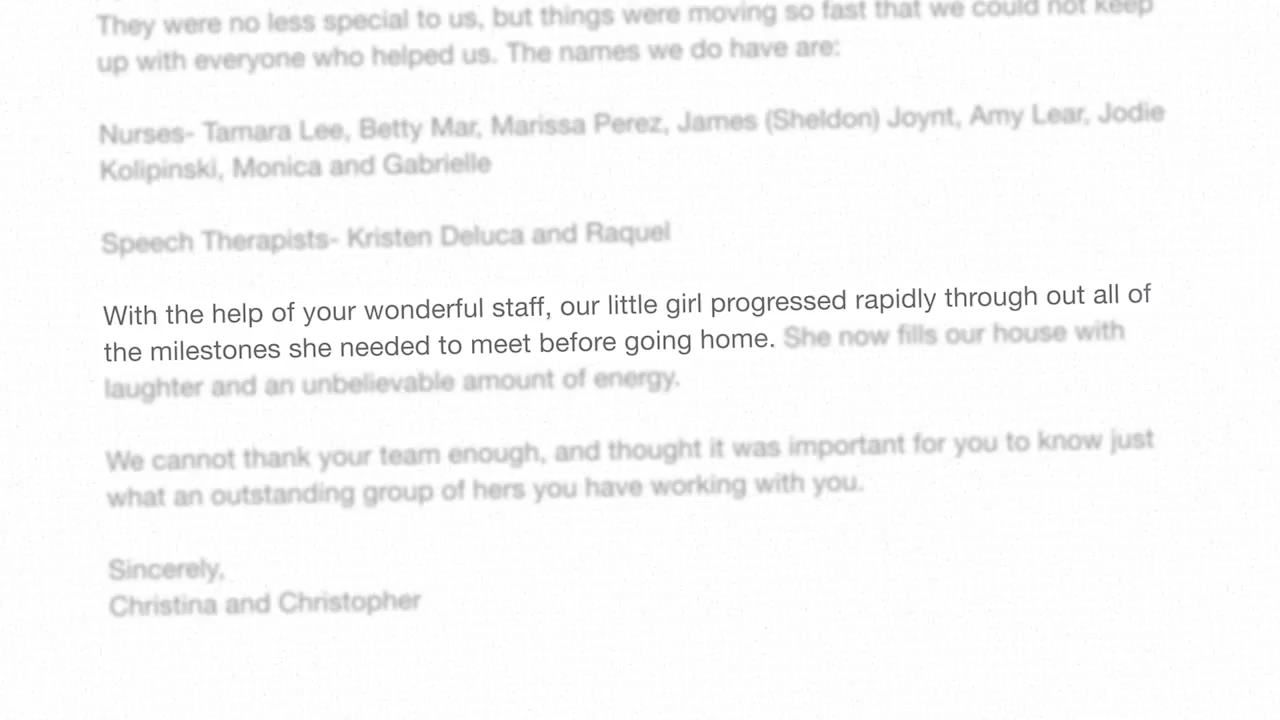 They were no less special to us, but things were moving so fast that we could not keep
up with everyone who helped us. The names we do have are:
Nurses- Tamara Lee, Betty Mar, Marissa Perez, James (Sheldon) Joynt, Amy Lear, Jodie
Kolipinski, Monica and Gabrielle
Speech Therapists- Kristen Deluca and Raquel
With the help of your wonderful staff, our little girl progressed rapidly through out all of
the milestones she needed to meet before going home. She now fills our house with
laughter and an unbelievable amount of energy.
We cannot thank your team enough, and thought it was important for you to know just
what an outstanding group of hers you have working with you.
Sincerely,
Christina and Christopher